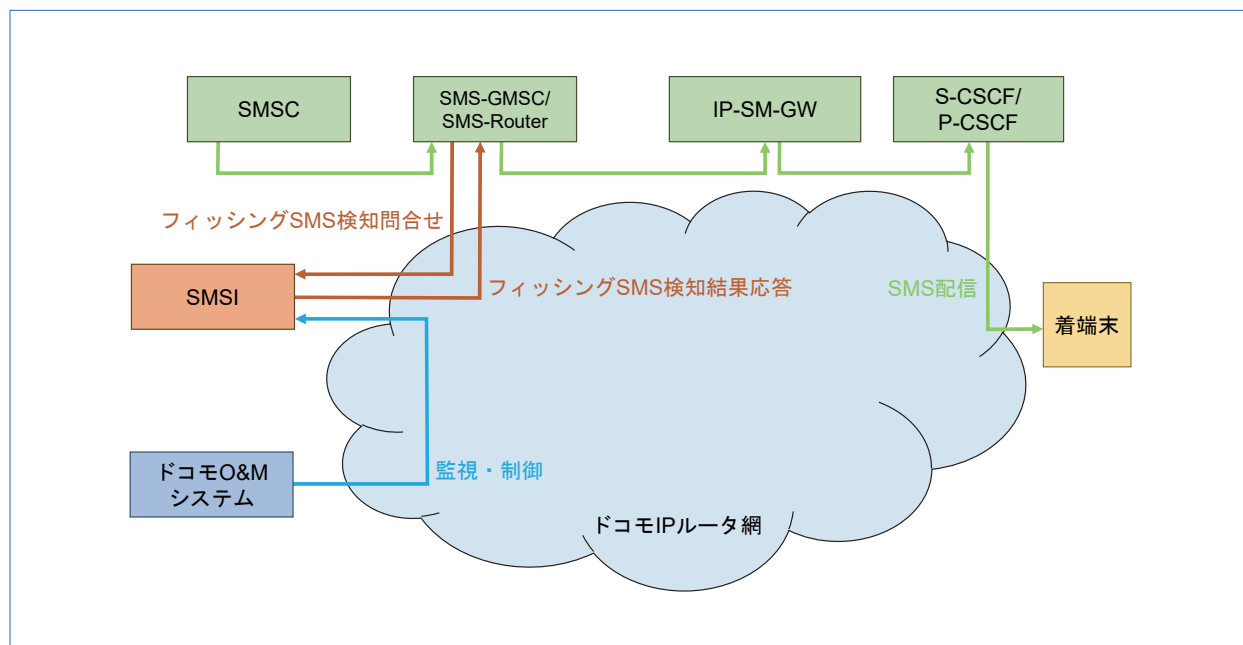 SMSC
SMS-GMSC/
SMS-Router
IP-SM-GW
S-CSCF/
P-CSCF
フィッシングSMS検知問合せ
SMSI
フィッシングSMS検知結果応答
SMS配信
着端末
ドコモO&M
システム
監視・制御
ドコモIPルータ網